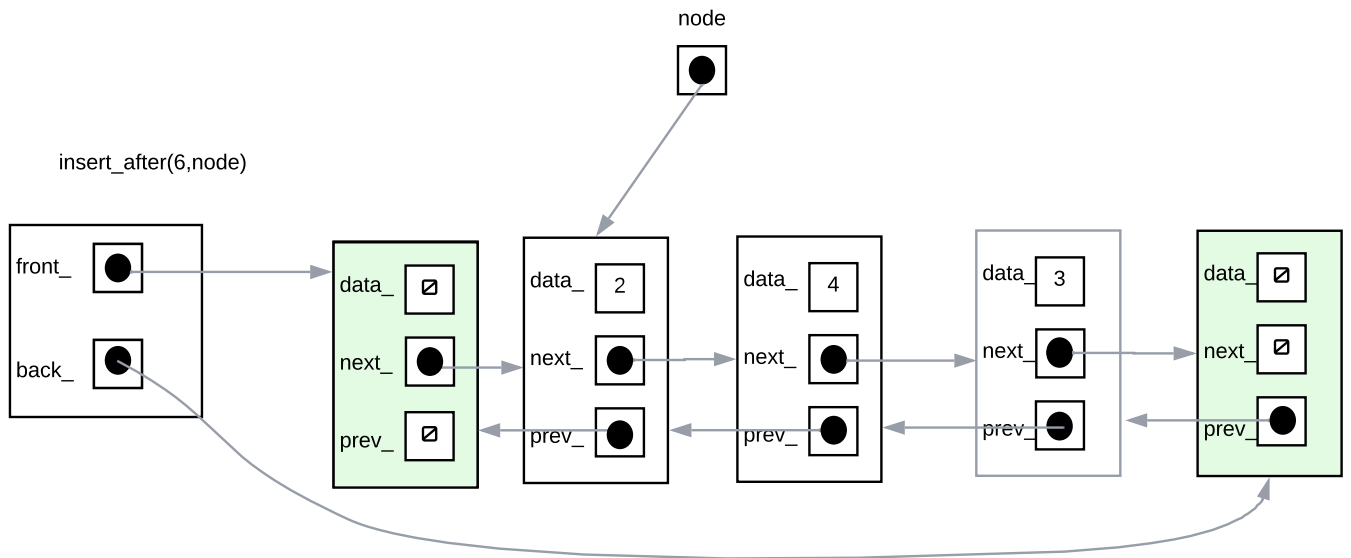 node
insert_after(6,node)
front_
back_
data_
next_
prev_
data_ 2
next_
prev_
data_ 4
next_
prev_
data_ 3
next_
prev_
data_
next_
prev_